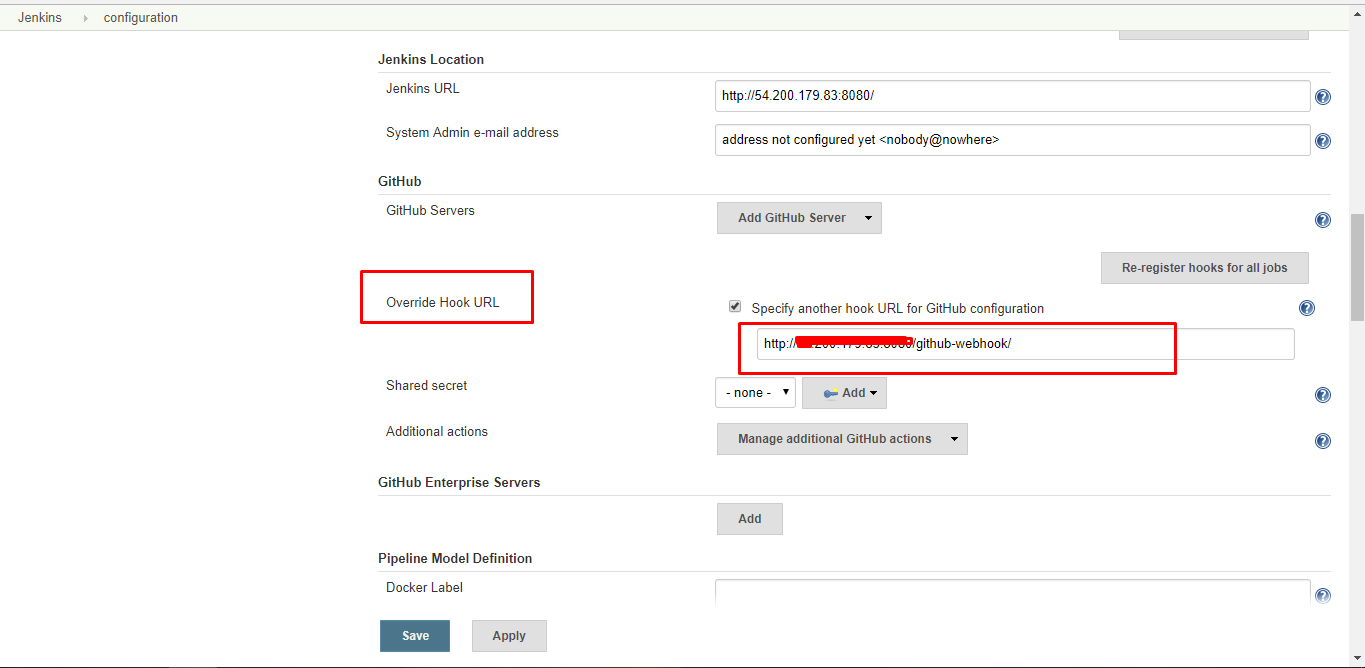 Jenkins configuration
Jenkins Location
Jenkins URL
http://54.200.179.83:8080/
System Admin e-mail address
address not configured yet <nobody@nowhere>
GitHub
GitHub Servers
Add GitHub Server
Re-register hooks for all jobs
Override Hook URL
Specify another hook URL for GitHub configuration
http:// /github-webhook/
Shared secret
- none -
Add
Additional actions
Manage additional GitHub actions
GitHub Enterprise Servers
Add
Pipeline Model Definition
Docker Label
Save
Apply